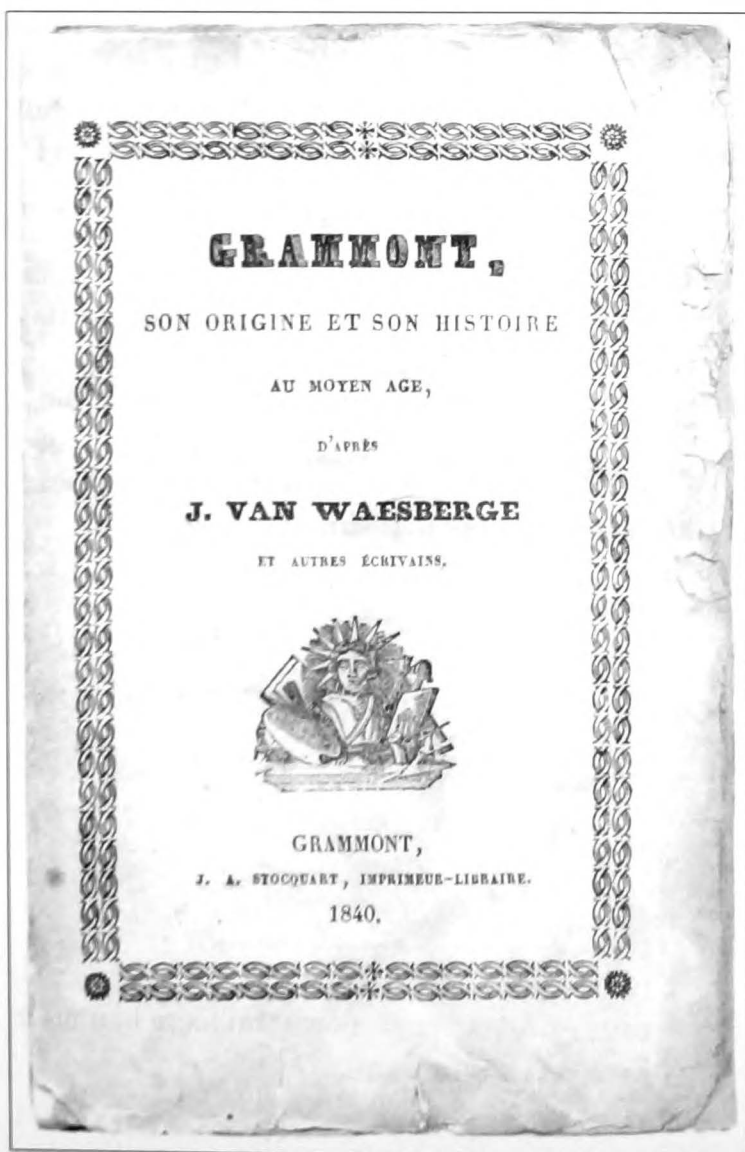 GRAMMONT,
SON ORIGINE ET SON HISTOIRE
AU MOYEN AGE,
D'APRÈS
J. VAN WAESBERGE
ET AUTRES ÉCRIVAINS.
GRAMMONT,
J. A. STOCQUART, IMPRIMEUR-LIBRAIRE.
1840.